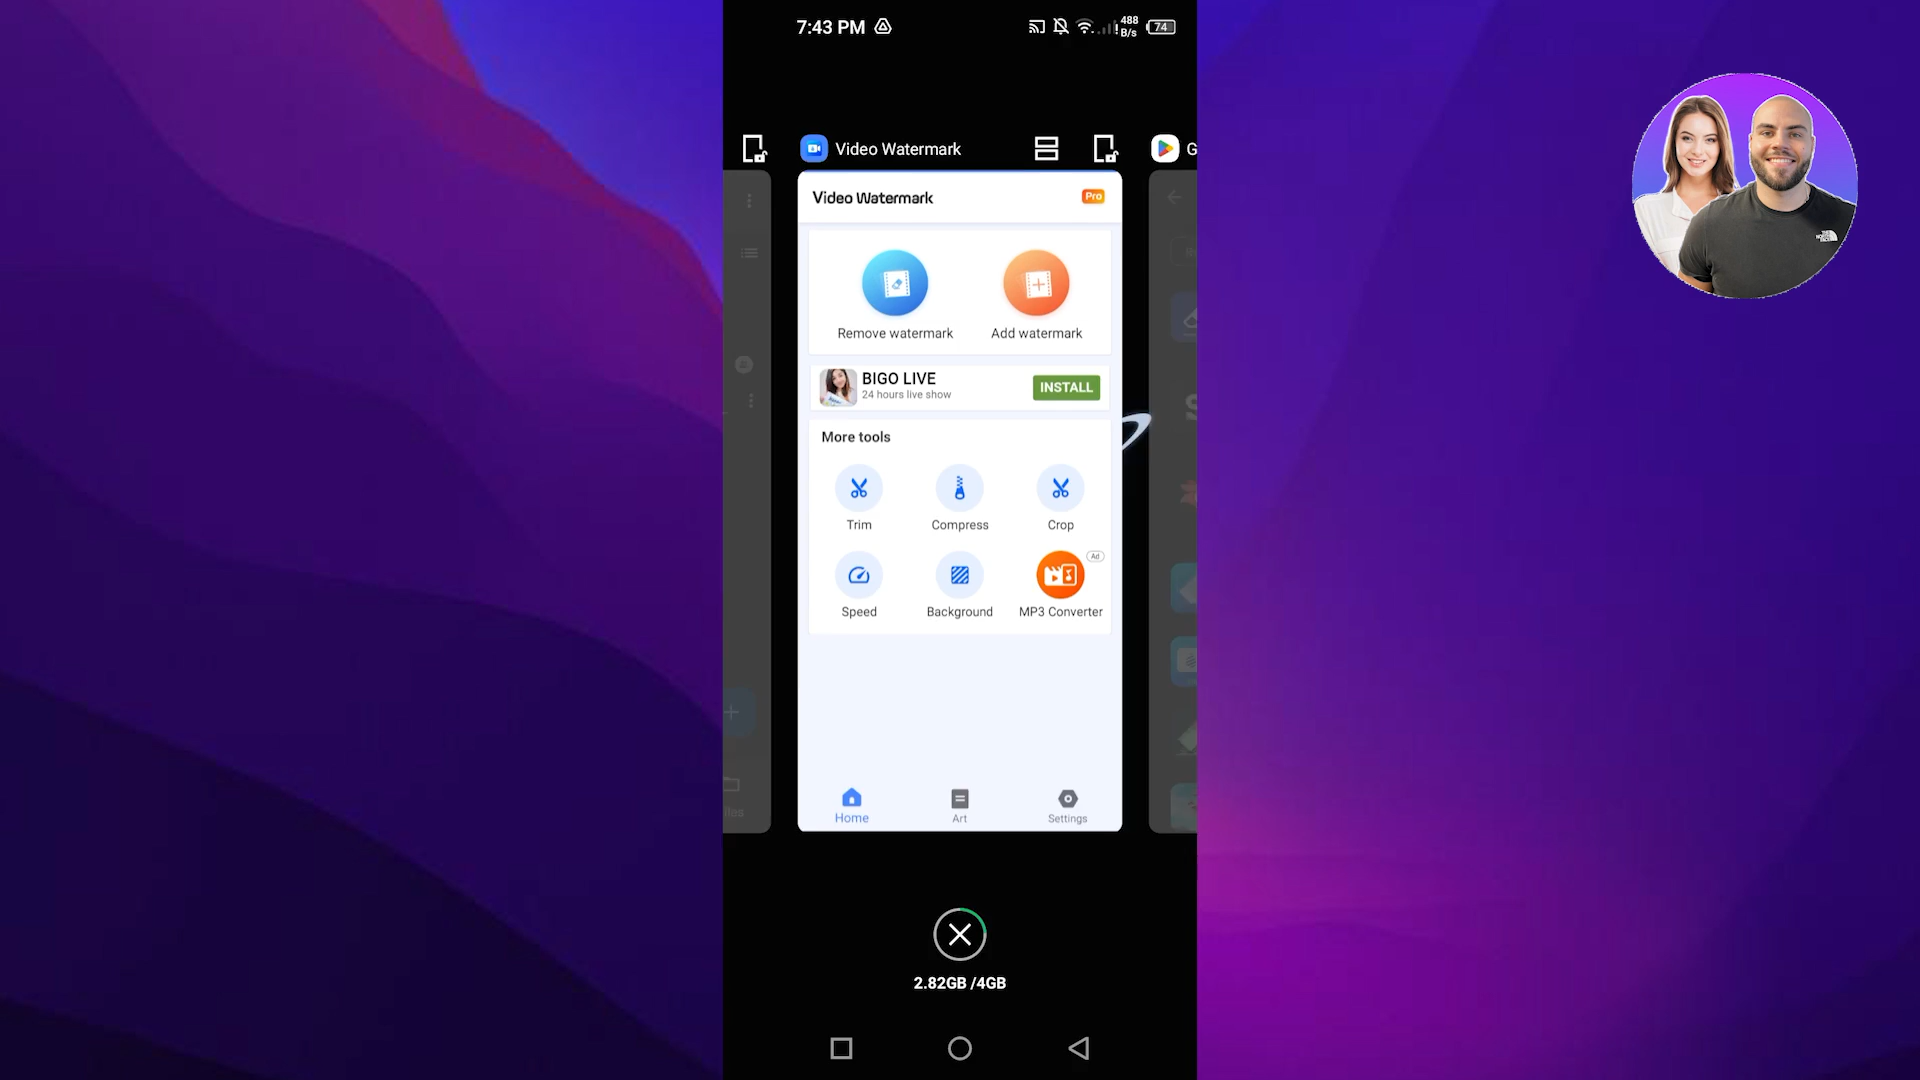 7:43 PM
488
B/s
74
Video Watermark
G
Video Watermark
Pro
Remove watermark
Add watermark
BIGO LIVE
24 hours live show
INSTALL
More tools
Trim
Compress
Crop
Ad
Speed
Background
MP3 Converter
Home
Art
Settings
2.82GB /4GB